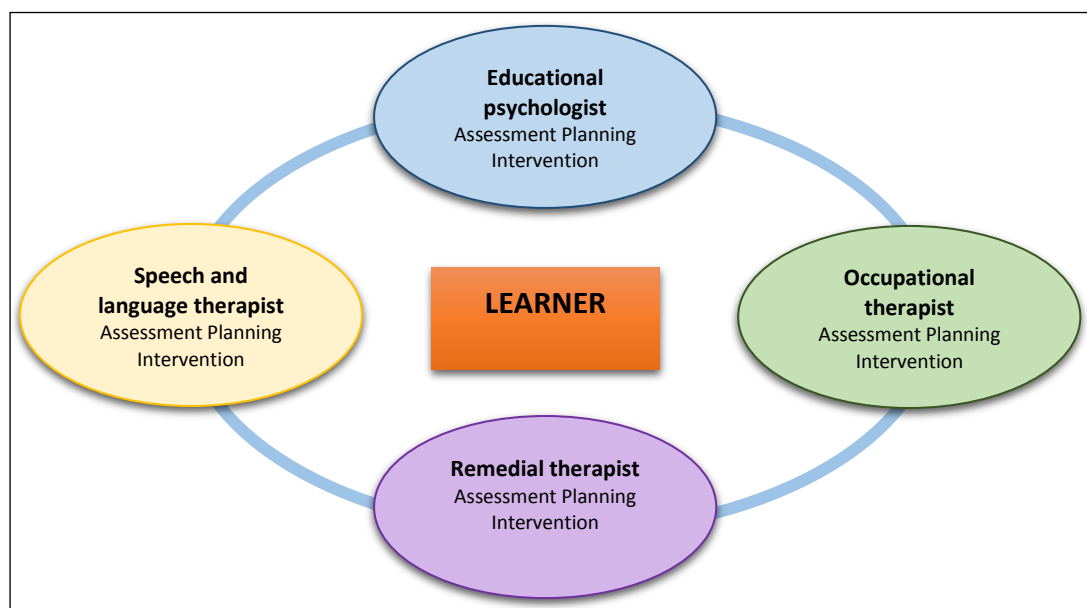 Educational
psychologist
Assessment Planning
Intervention
Speech and
language therapist
Assessment Planning
Intervention
LEARNER
Occupational
therapist
Assessment Planning
Intervention
Remedial therapist
Assessment Planning
Intervention